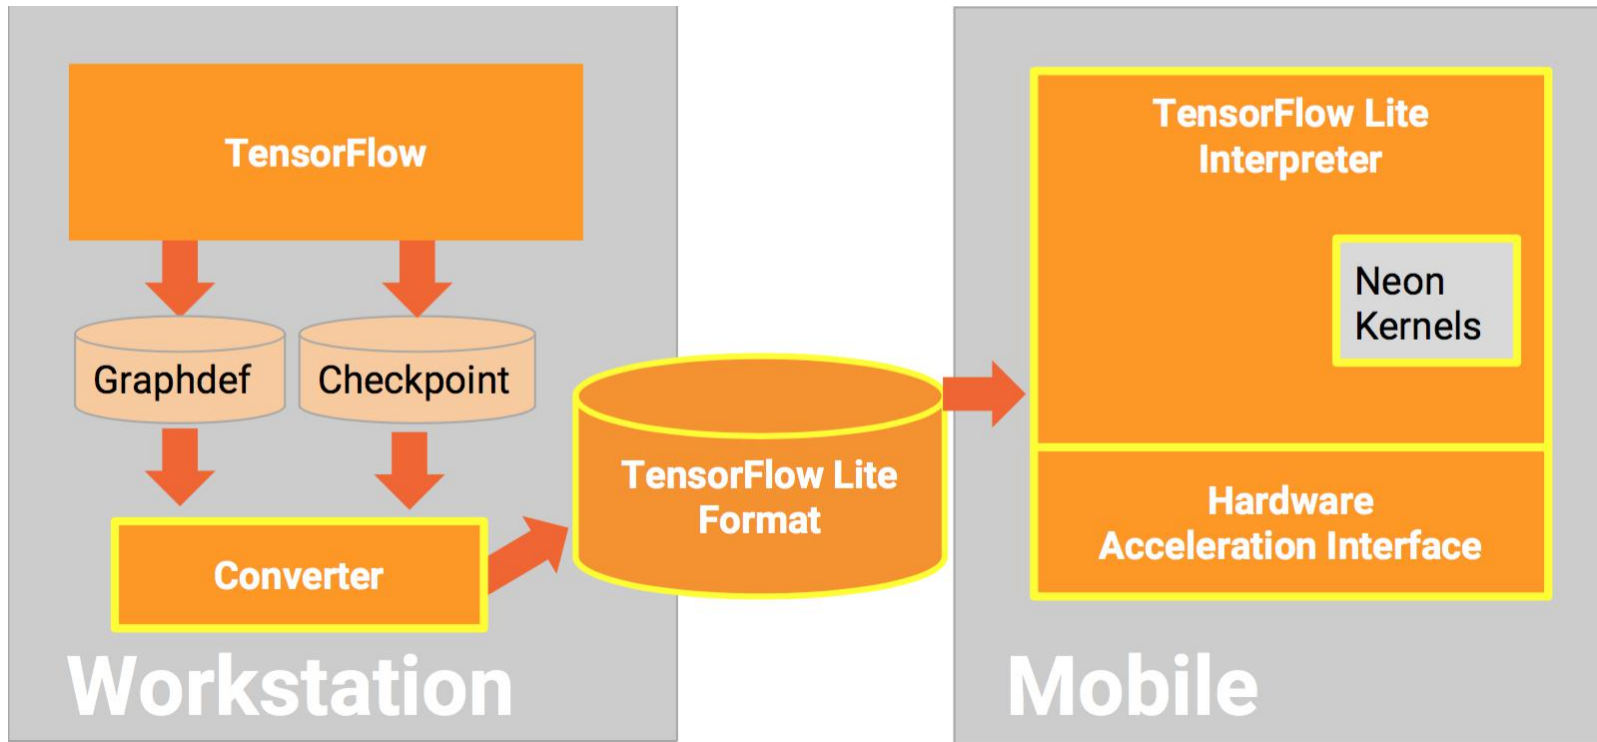 TensorFlow
Graphdef
Checkpoint
Converter
Workstation
TensorFlow Lite
Format
TensorFlow Lite
Interpreter
Neon
Kernels
Hardware
Acceleration Interface
Mobile